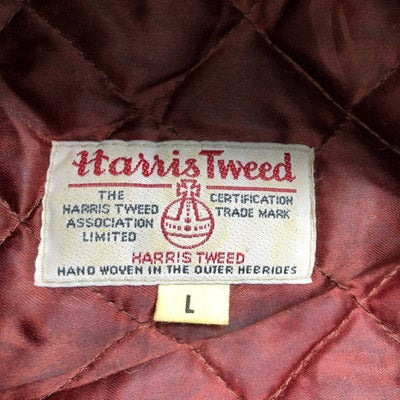 Harris Tweed
THE HARRIS TWEED ASSOCIATION LIMITED
CERTIFICATION TRADE MARK
HARRIS TWEED
HAND WOVEN IN THE OUTER HEBRIDES
L